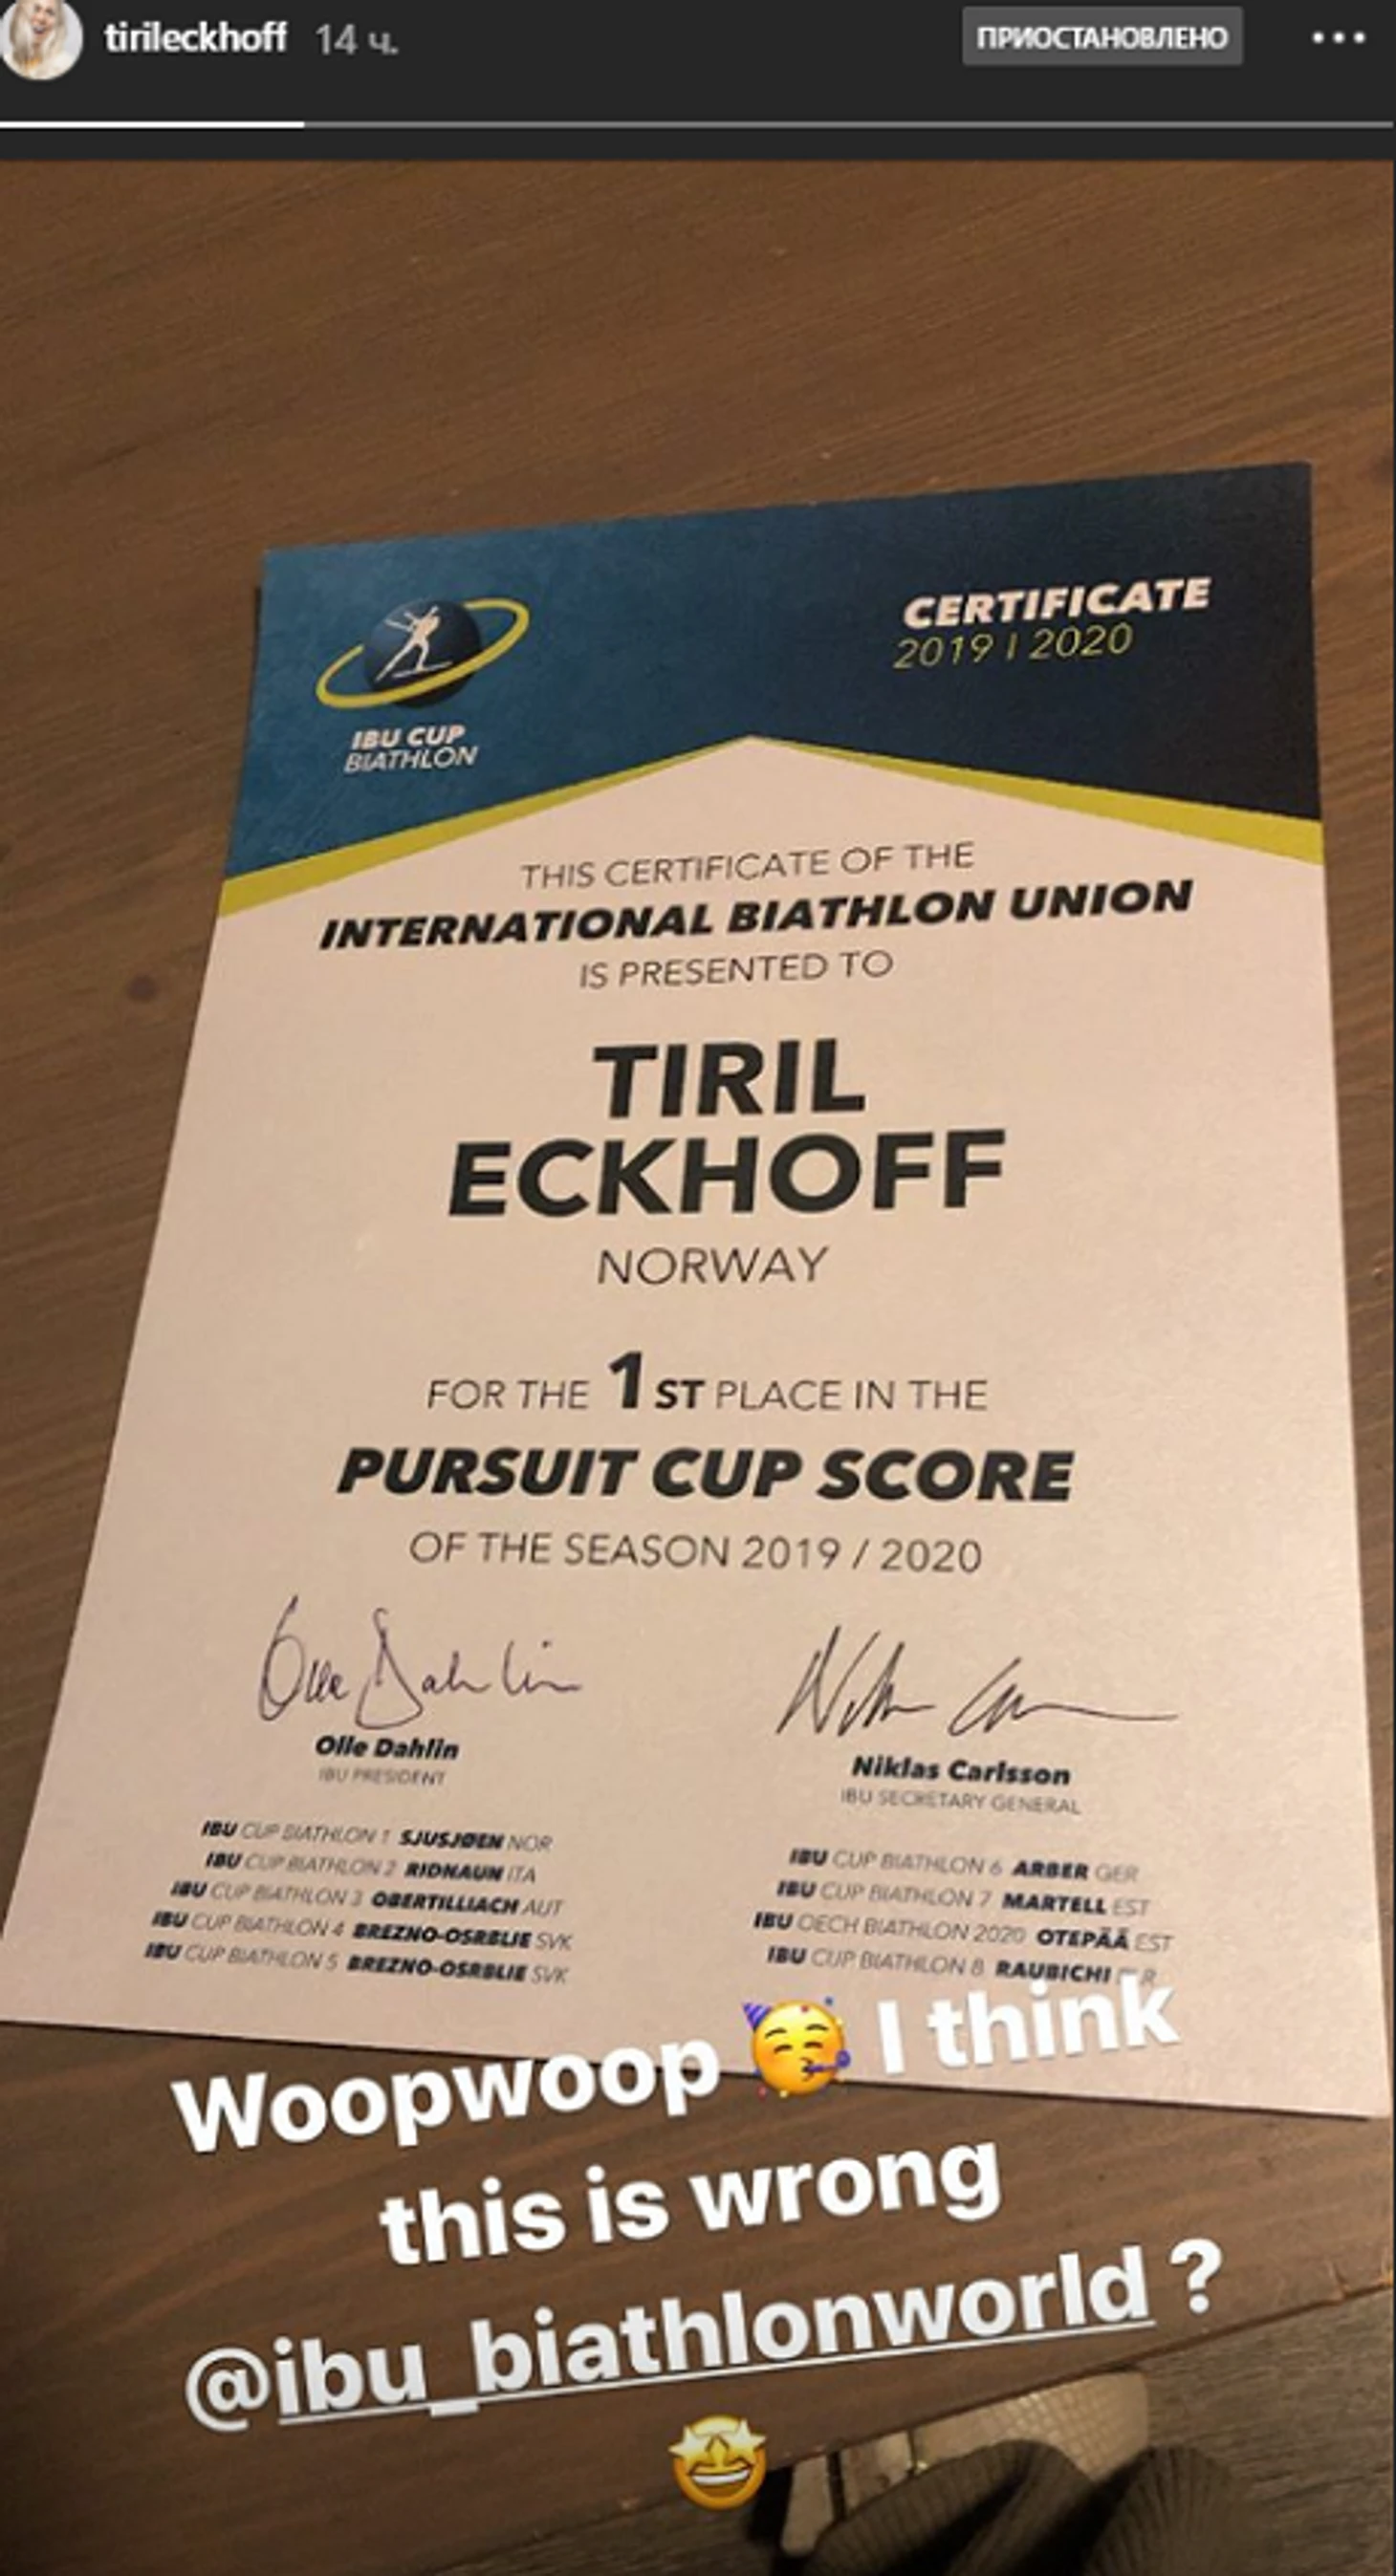 tirileckhoff 14 ч.
ПРИОСТАНОВЛЕНО
CERTIFICATE
2019 | 2020
IBU CUP
BIATHLON
THIS CERTIFICATE OF THE
INTERNATIONAL BIATHLON UNION
IS PRESENTED TO
TIRIL
ECKHOFF
NORWAY
FOR THE 1ST PLACE IN THE
PURSUIT CUP SCORE
OF THE SEASON 2019 / 2020
Olle Dahlin
Olle Dahlin
IBU PRESIDENT
Niklas Carlsson
IBU SECRETARY GENERAL
IBU CUP BIATHLON 1 SJUSJØEN NOR
IBU CUP BIATHLON 2 RIDNAUN ITA
IBU CUP BIATHLON 3 OBERTILLIACH AUT
IBU CUP BIATHLON 4 BREZNO-OSRBLIE SVK
IBU CUP BIATHLON 5 BREZNO-OSRBLIE SVK
IBU CUP BIATHLON 6 ARBER GER
IBU CUP BIATHLON 7 MARTELL EST
IBU OECH BIATHLON 2020 OTEPÄÄ EST
IBU CUP BIATHLON 8 RAUBICHI
Woopwoop 🥳 I think
this is wrong
@ibu_biathlonworld ?
🤩